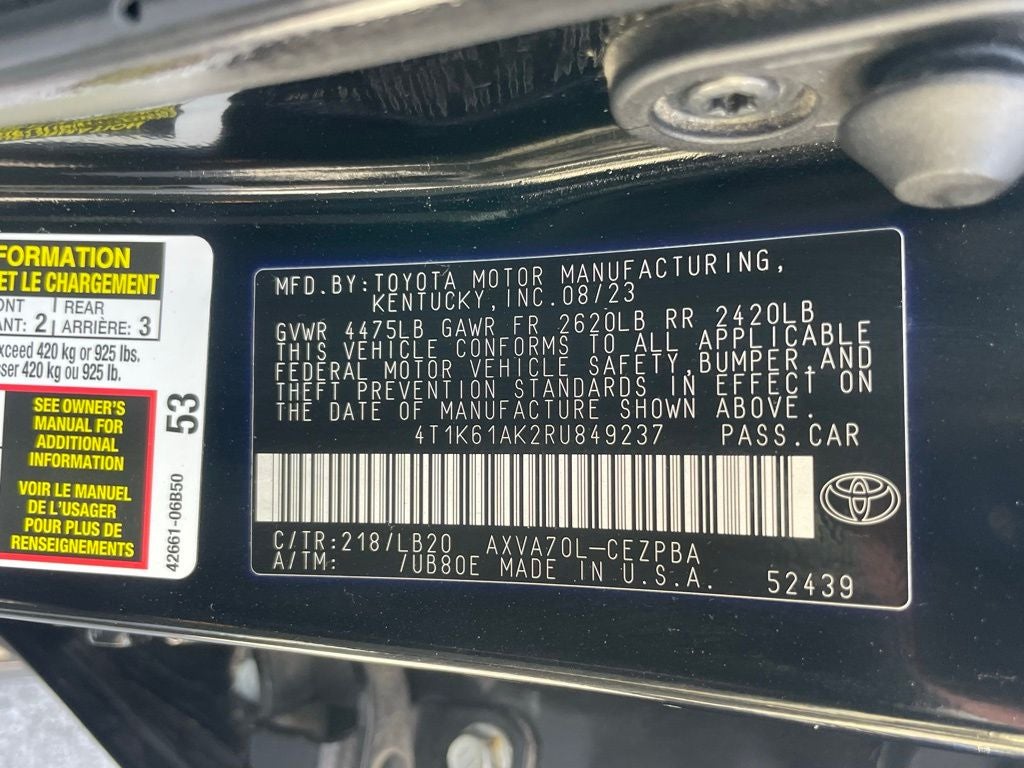 FORMATION
ET LE CHARGEMENT
REAR
ANT: 2 ARRIÈRE: 3
xceed 420 kg or 925 lbs.
sser 420 kg ou 925 lb.
SEE OWNER'S
MANUAL FOR
ADDITIONAL
INFORMATION
VOIR LE MANUEL
DE L'USAGER
POUR PLUS DE
RENSEIGNEMENTS
53
42661-06B50
MFD. BY: TOYOTA MOTOR MANUFACTURING,
KENTUCKY, INC. 08/23
GVWR 4475LB GAWR FR 2620LB RR 2420LB
THIS VEHICLE CONFORMS TO ALL APPLICABLE
FEDERAL MOTOR VEHICLE SAFETY, BUMPER, AND
THEFT PREVENTION STANDARDS IN EFFECT ON
THE DATE OF MANUFACTURE SHOWN ABOVE.
4T1K61AK2RU849237 PASS. CAR
C/TR: 218/LB20 AXVA70L-CEZPBA
A/TM: /UB80E MADE IN U.S.A. 52439